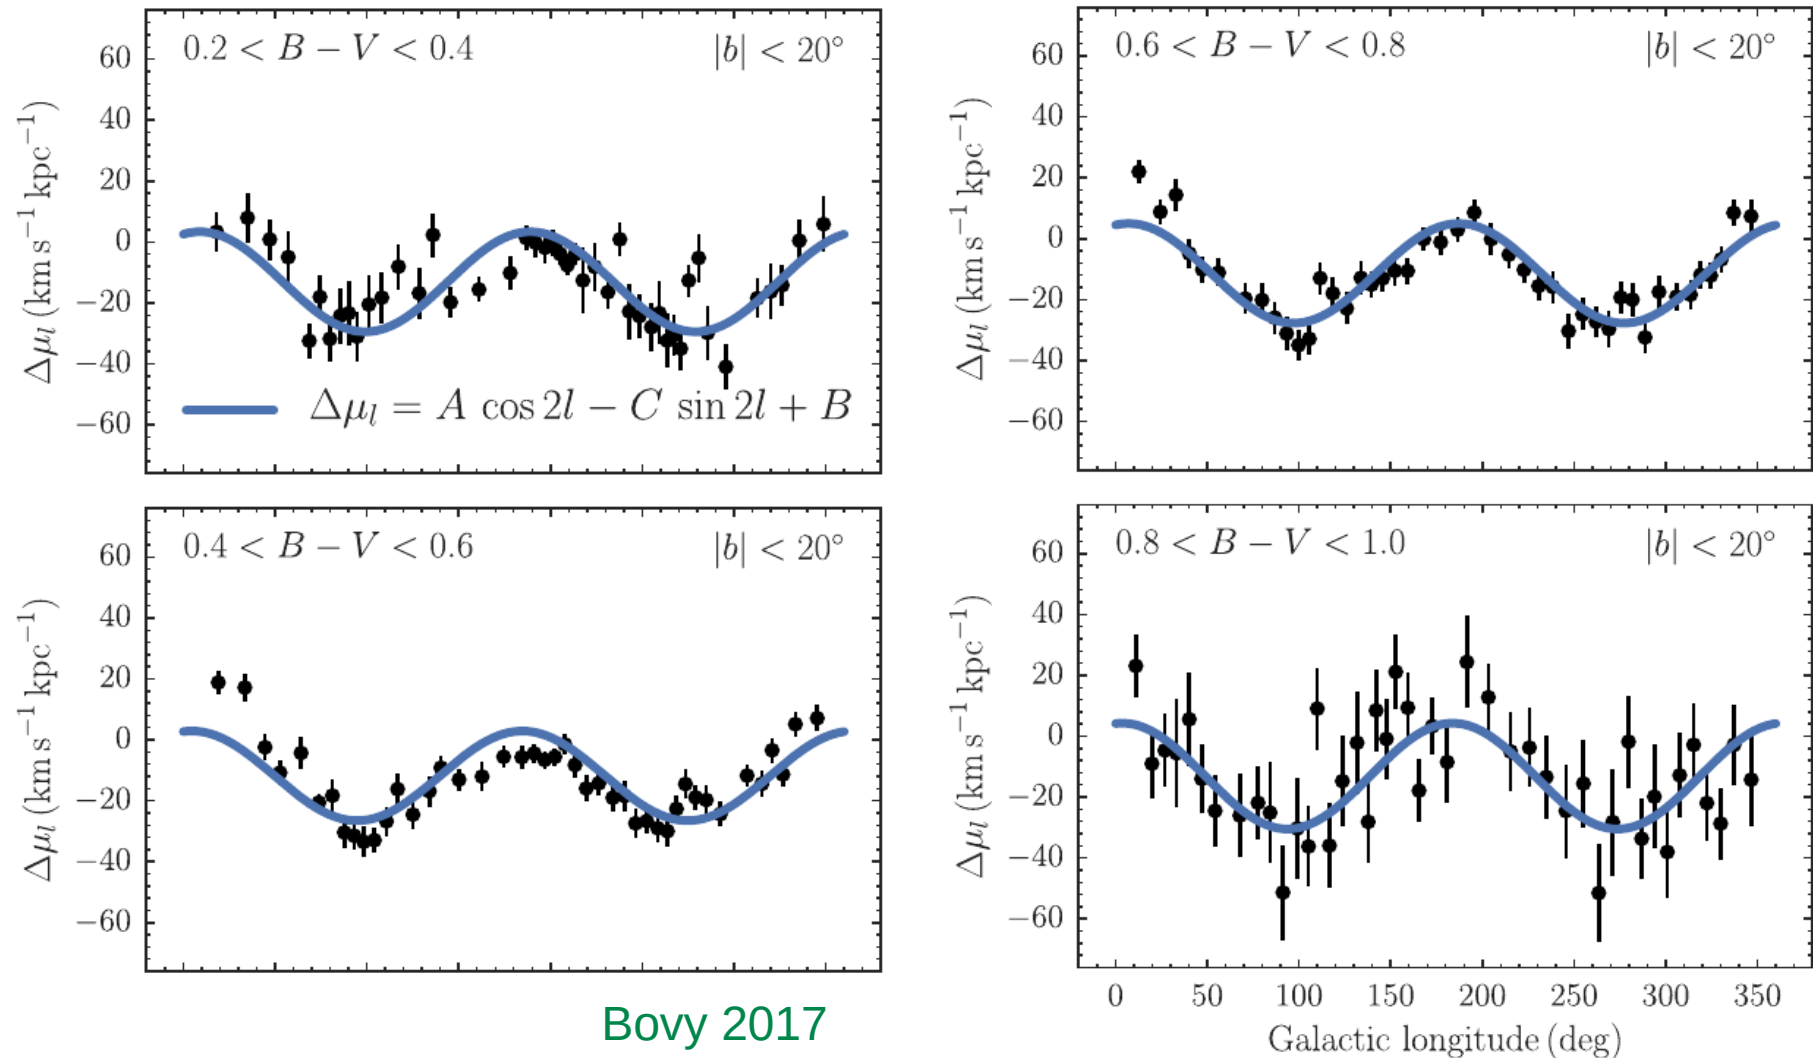 0.2 < B − V < 0.4 |b| < 20°
60
40
20
0
−20
−40
−60
Δμ_l (km s⁻¹ kpc⁻¹)
Δμ_l = A cos 2l − C sin 2l + B
0.6 < B − V < 0.8 |b| < 20°
60
40
20
0
−20
−40
−60
Δμ_l (km s⁻¹ kpc⁻¹)
0.4 < B − V < 0.6 |b| < 20°
60
40
20
0
−20
−40
−60
Δμ_l (km s⁻¹ kpc⁻¹)
0.8 < B − V < 1.0 |b| < 20°
60
40
20
0
−20
−40
−60
Δμ_l (km s⁻¹ kpc⁻¹)
0 50 100 150 200 250 300 350
Galactic longitude (deg)
Bovy 2017